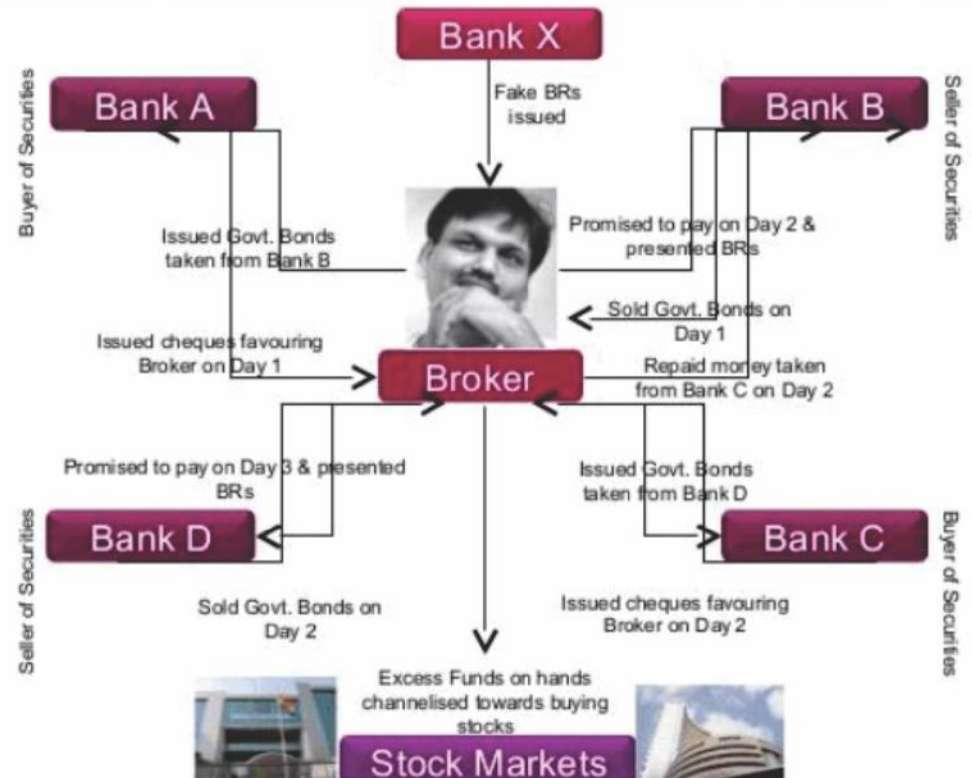 Bank X
Fake BRs
issued
Bank A
Bank B
Buyer of Securities
Seller of Securities
Issued Govt. Bonds
taken from Bank B
Promised to pay on Day 2 &
presented BRs
Sold Govt. Bonds on
Day 1
Issued cheques favouring
Broker on Day 1
Broker
Repaid money taken
from Bank C on Day 2
Promised to pay on Day 3 & presented
BRs
Issued Govt. Bonds
taken from Bank D
Bank D
Bank C
Seller of Securities
Buyer of Securities
Sold Govt. Bonds on
Day 2
Issued cheques favouring
Broker on Day 2
Excess Funds on hands
channelised towards buying
stocks
Stock Markets